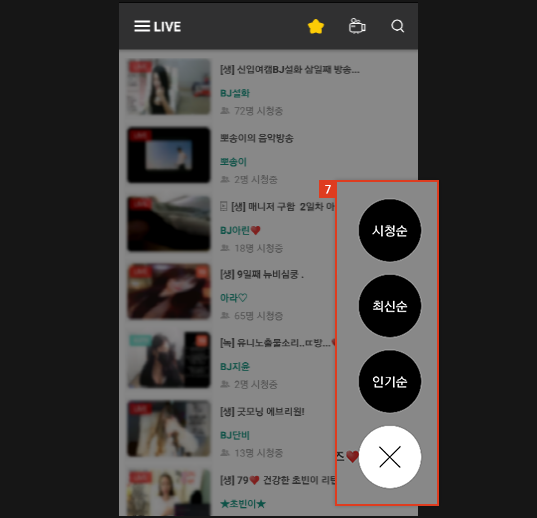 LIVE
[생] 신입여캠BJ설화 삼일째 방송...
BJ설화
72명 시청중
뽀송이의 음악방송
뽀송이
2명 시청중
7
[생] 매니저 구함 2일차 아
BJ아린❤
18명 시청중
시청순
[생] 9일째 뉴비심쿵 .
아라♡
65명 시청중
최신순
[녹] 유니노출물소리..ㄸ방...
BJ지윤
2명 시청중
인기순
[생] 굿모닝 에브리원!
BJ단비
13명 시청중
즈❤
[생] 79❤ 건강한 초빈이 리턴
★초빈이★